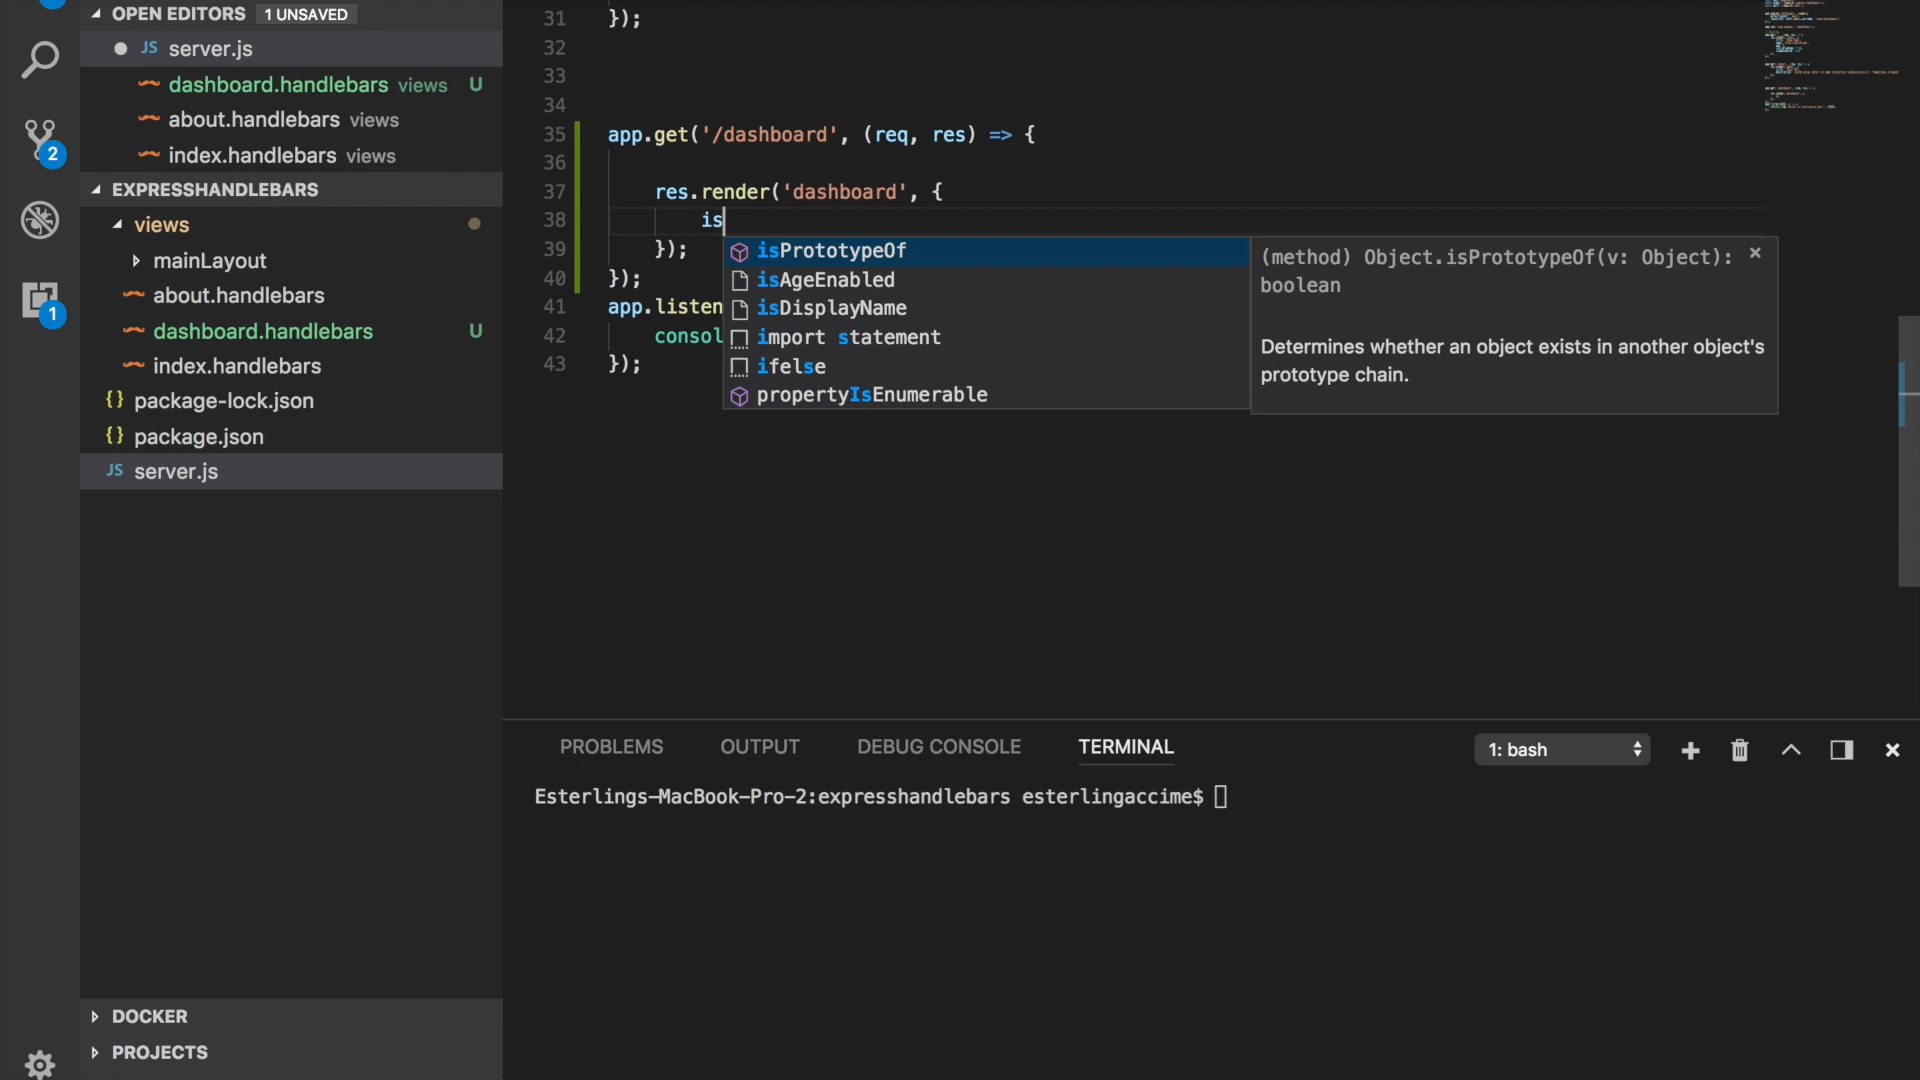 OPEN EDITORS 1 UNSAVED
JS server.js
dashboard.handlebars views U
about.handlebars views
index.handlebars views
EXPRESSHANDLEBARS
views
mainLayout
about.handlebars
dashboard.handlebars U
index.handlebars
{} package-lock.json
{} package.json
JS server.js
DOCKER
PROJECTS
2
1
31 });
32
33
34
35 app.get('/dashboard', (req, res) => {
36
37 res.render('dashboard', {
38 is
39 });
40 });
41 app.listen
42 consol
43 });
isPrototypeOf
isAgeEnabled
isDisplayName
import statement
ifelse
propertyIsEnumerable
(method) Object.isPrototypeOf(v: Object): ×
boolean
Determines whether an object exists in another object's
prototype chain.
PROBLEMS OUTPUT DEBUG CONSOLE TERMINAL 1: bash
Esterlings-MacBook-Pro-2:expresshandlebars esterlingaccime$